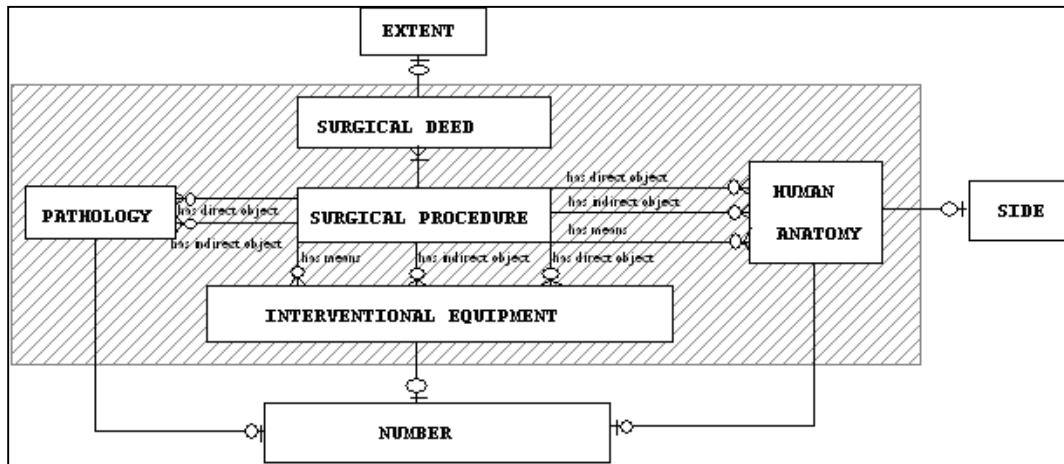 EXTENT
SURGICAL DEED
has direct object
HUMAN
ANATOMY
PATHOLOGY
has direct object
SURGICAL PROCEDURE
has indirect object
SIDE
has indirect object
has means
has means
has indirect object
has direct object
INTERVENTIONAL EQUIPMENT
NUMBER